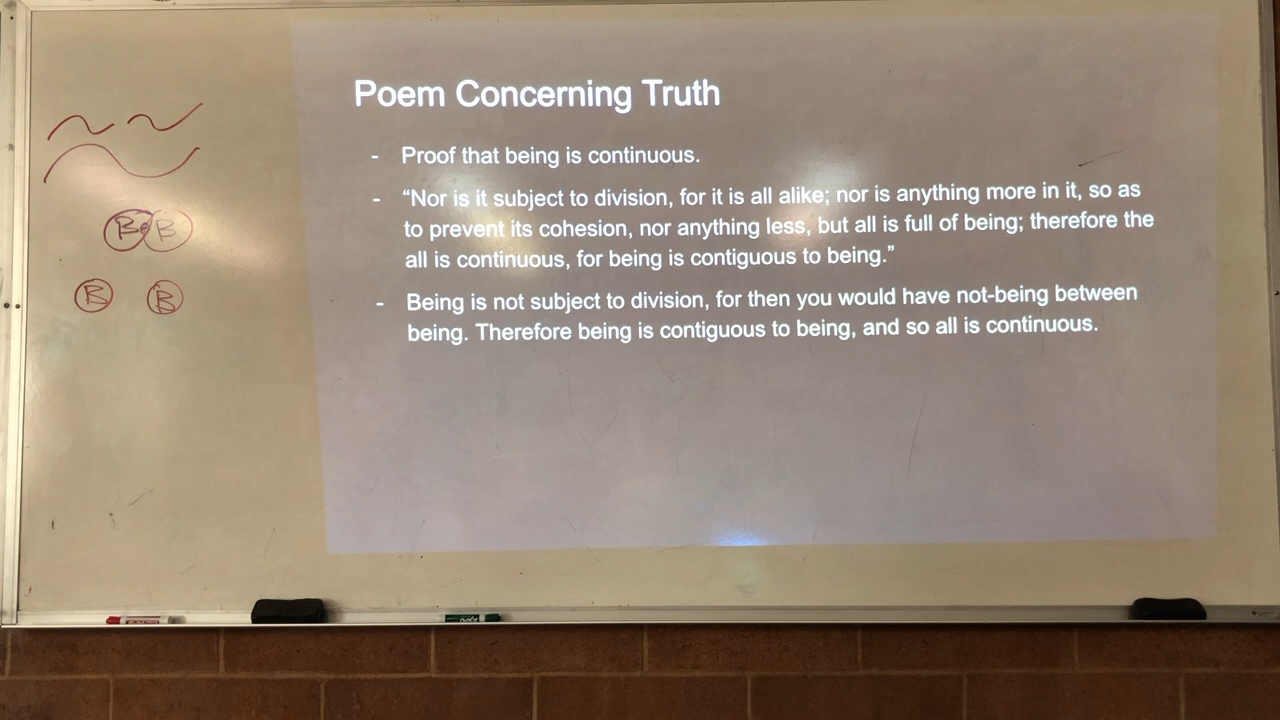 Poem Concerning Truth
- Proof that being is continuous.
- “Nor is it subject to division, for it is all alike; nor is anything more in it, so as
to prevent its cohesion, nor anything less, but all is full of being; therefore the
all is continuous, for being is contiguous to being.”
- Being is not subject to division, for then you would have not-being between
being. Therefore being is contiguous to being, and so all is continuous.
B B
B B